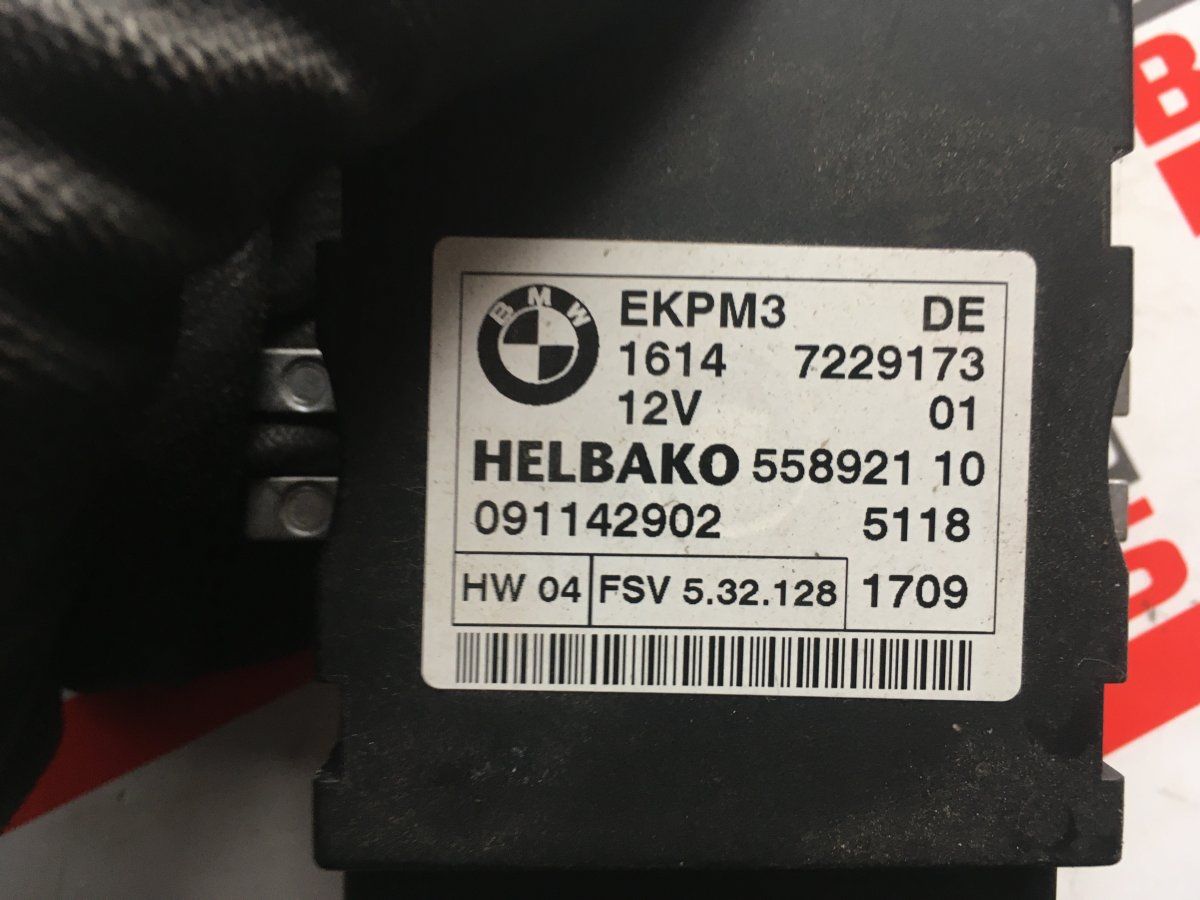 BMW
EKPM3 DE
1614 7229173
12V 01
HELBAKO 558921 10
091142902 5118
HW 04 FSV 5.32.128 1709
B